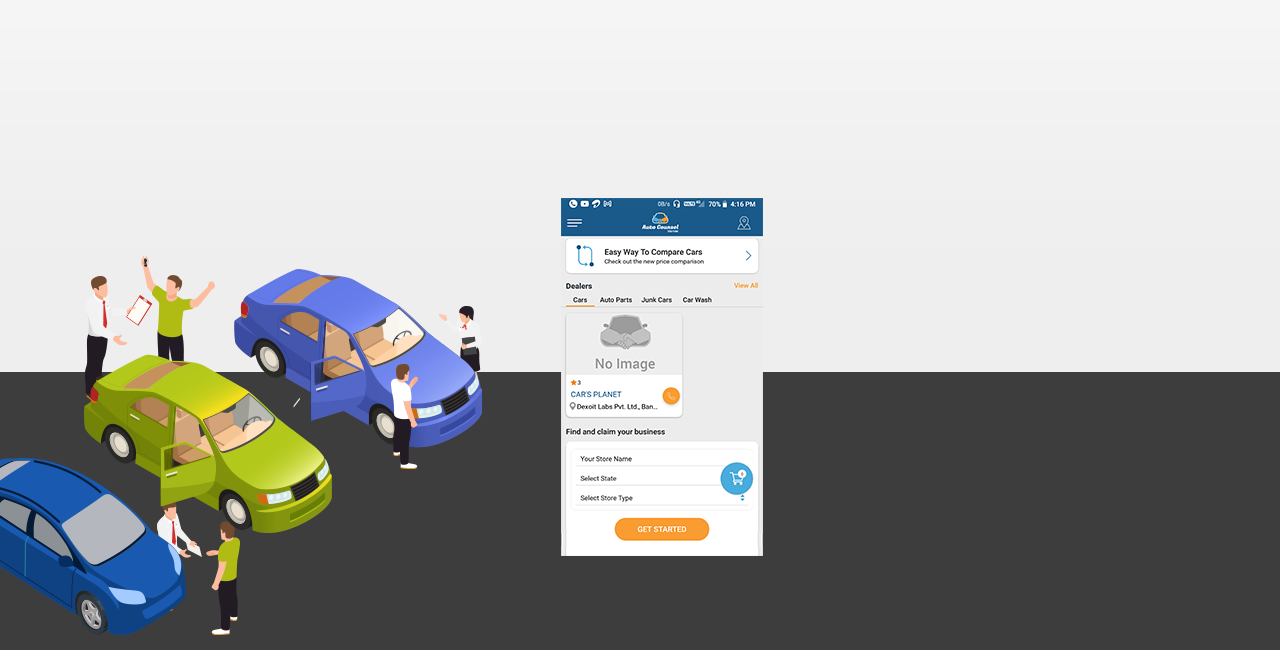 0B/s 70% 4:16 PM
Auto Counsel
Easy Way To Compare Cars
Check out the new price comparison
Dealers View All
Cars Auto Parts Junk Cars Car Wash
No Image
3
CAR'S PLANET
Dexoit Labs Pvt. Ltd., Ban...
Find and claim your business
Your Store Name
Select State
Select Store Type
GET STARTED